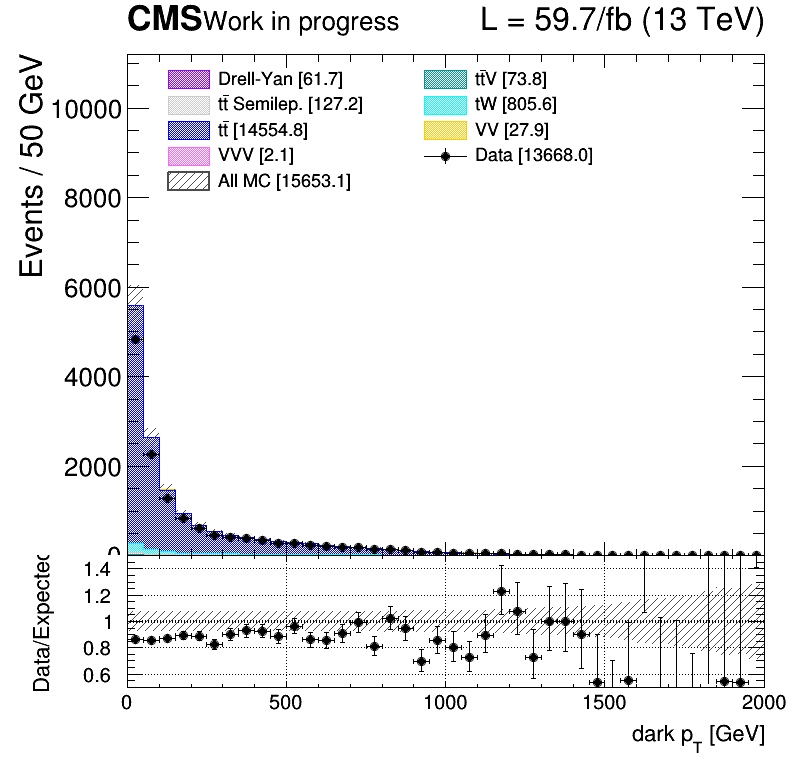 CMS Work in progress L = 59.7/fb (13 TeV)
Events / 50 GeV
Drell-Yan [61.7]
tt̄ Semilep. [127.2]
tt̄ [14554.8]
VVV [2.1]
All MC [15653.1]
tt̄V [73.8]
tW [805.6]
VV [27.9]
Data [13668.0]
10000
8000
6000
4000
2000
0
Data/Expected
1.4
1.2
1
0.8
0.6
0 500 1000 1500 2000
dark p_T [GeV]